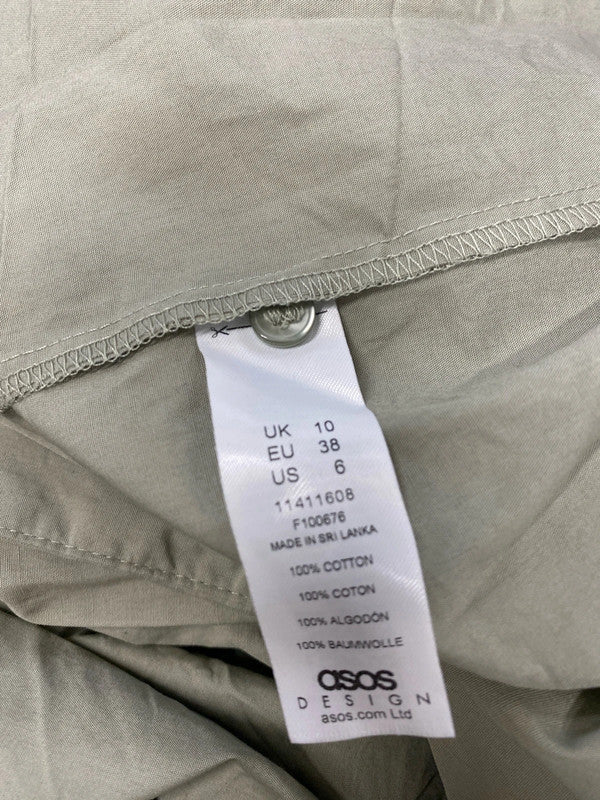 UK 10
EU 38
US 6
11411608
F100676
MADE IN SRI LANKA
100% COTTON
100% COTON
100% ALGODÓN
100% BAUMWOLLE
asos
DESIGN
asos.com Ltd